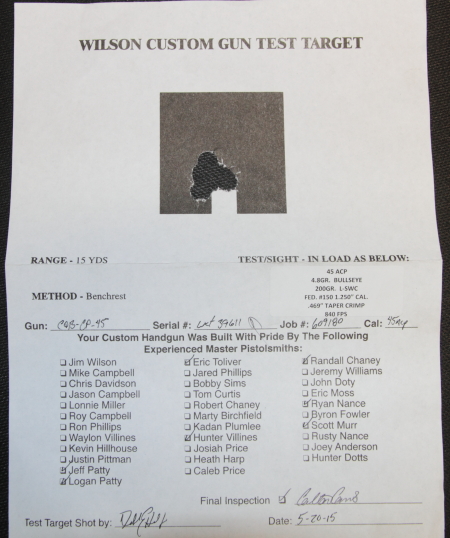 WILSON CUSTOM GUN TEST TARGET
RANGE - 15 YDS
TEST/SIGHT - IN LOAD AS BELOW:
45 ACP
4.8GR. BULLSEYE
200GR. L-SWC
METHOD - Benchrest
FED. #150 1.250" CAL.
.469" TAPER CRIMP
840 FPS
Gun: CQB-CP-45 Serial #: Job #: 609180 Cal: 45acp
Your Custom Handgun Was Built With Pride By The Following
Experienced Master Pistolsmiths:
Jim Wilson
Mike Campbell
Chris Davidson
Jason Campbell
Lonnie Miller
Roy Campbell
Ron Phillips
Waylon Villines
Kevin Hillhouse
Justin Pittman
Jeff Patty
Logan Patty
Eric Toliver
Jared Phillips
Bobby Sims
Tom Curtis
Robert Chaney
Marty Birchfield
Kadan Plumlee
Hunter Villines
Josiah Price
Heath Harp
Caleb Price
Randall Chaney
Jeremy Williams
John Doty
Eric Moss
Ryan Nance
Byron Fowler
Scott Murr
Rusty Nance
Joey Anderson
Hunter Dotts
Final Inspection
Test Target Shot by:
Date: 5-20-15